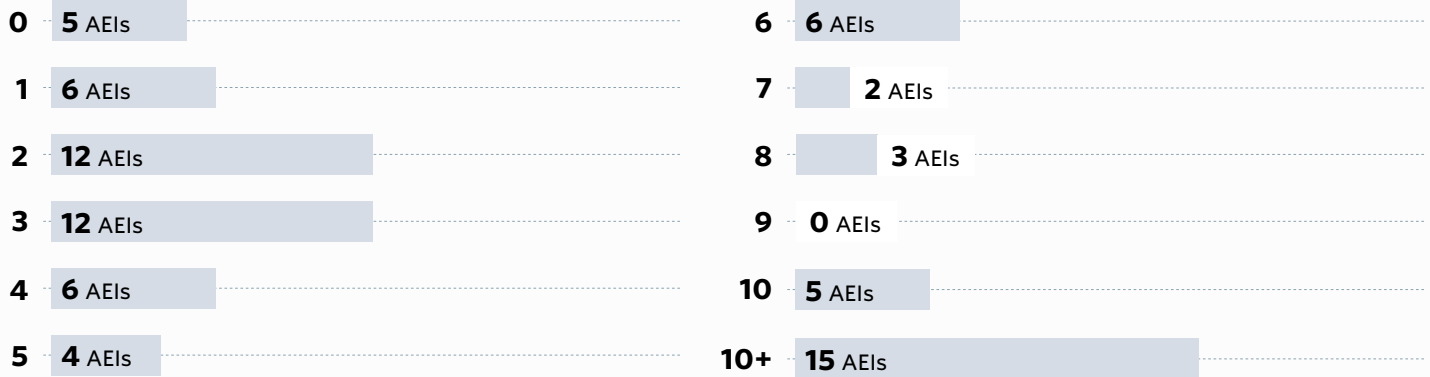 0 5 AEIs
1 6 AEIs
2 12 AEIs
3 12 AEIs
4 6 AEIs
5 4 AEIs
6 6 AEIs
7 2 AEIs
8 3 AEIs
9 0 AEIs
10 5 AEIs
10+ 15 AEIs